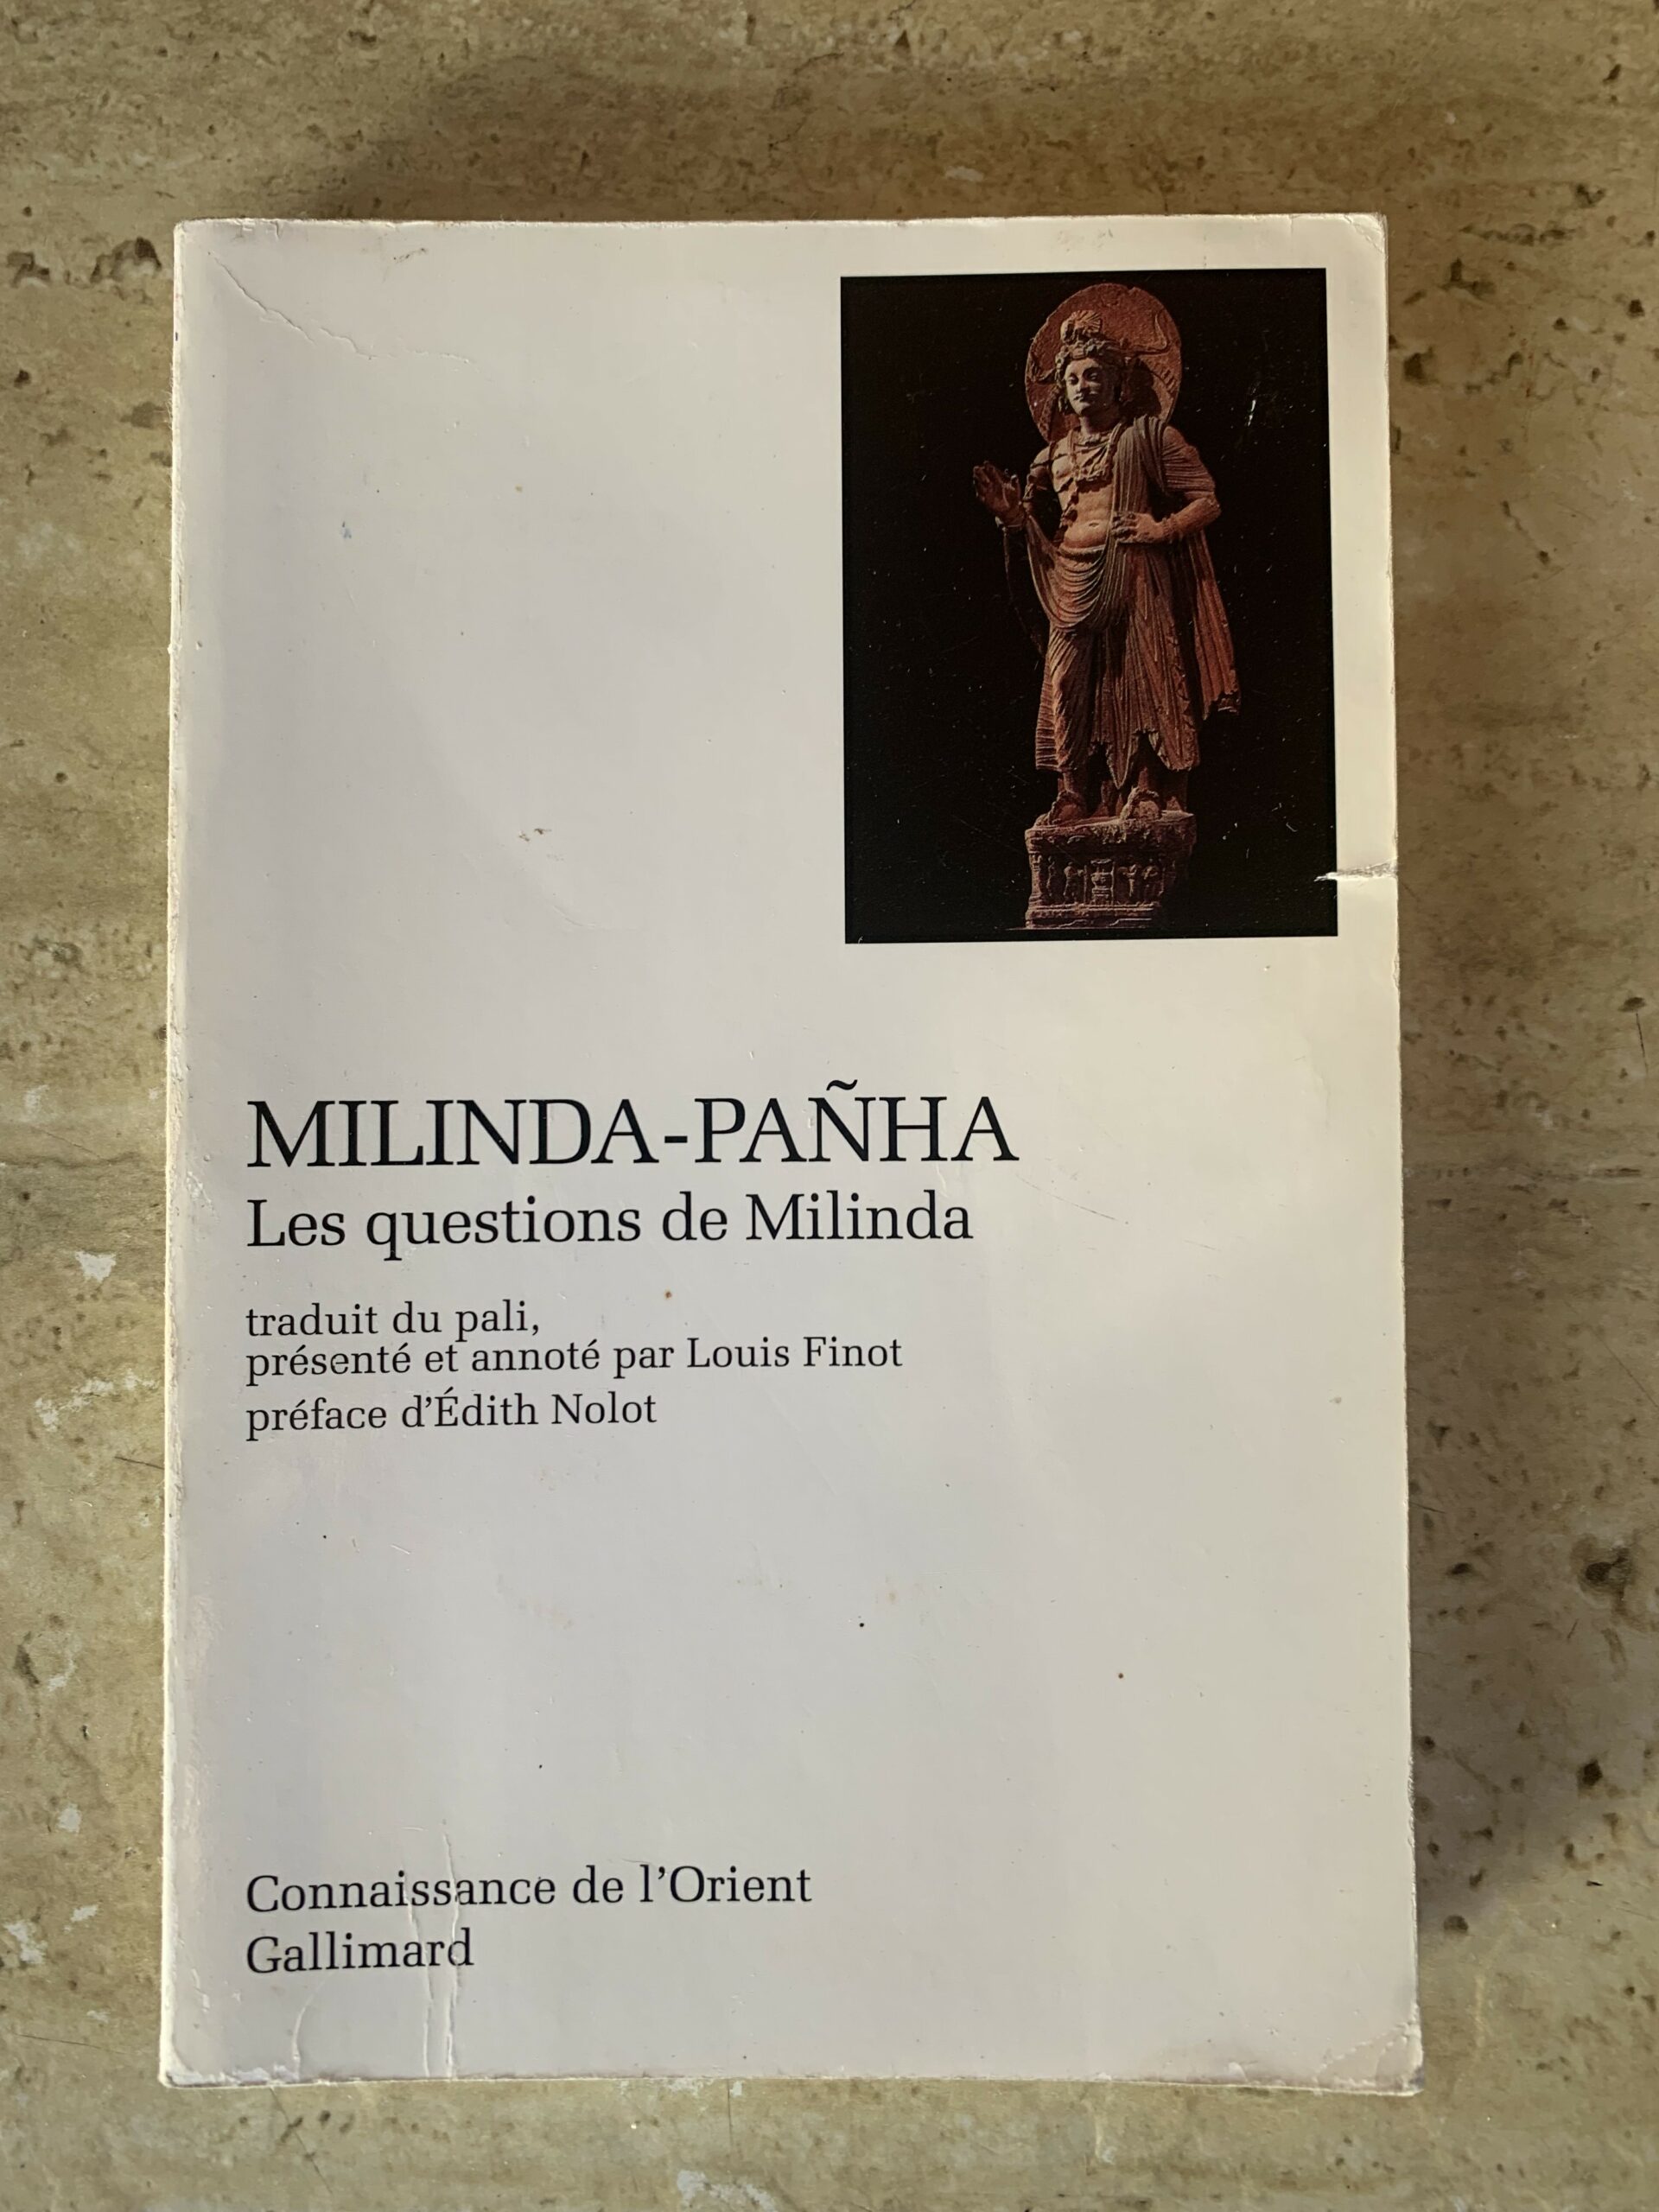 MILINDA-PAÑHA
Les questions de Milinda
traduit du pali,
présenté et annoté par Louis Finot
préface d'Édith Nolot
Connaissance de l'Orient
Gallimard